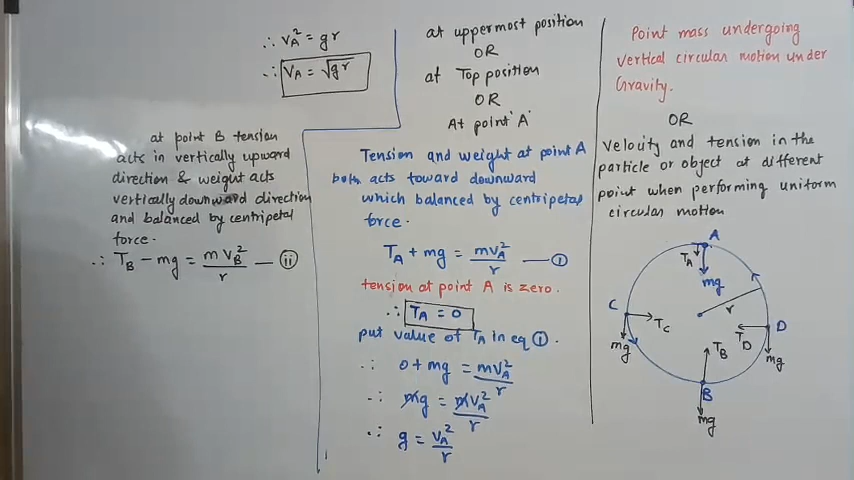 Point mass undergoing
vertical circular motion under
Gravity.
OR
Velocity and tension in the
particle or object at different
point when performing uniform
circular motion
A
T_A
mg
C
T_C
mg
r
D
T_D
mg
T_B
B
mg
at uppermost position
OR
at Top position
OR
At point 'A'
Tension and weight at point A
both acts toward downward
which balanced by centripetal
force.
T_A + mg = mv_A²/r — ⓘ
tension at point A is zero.
∴ T_A = 0
put value of T_A in eq ⓘ.
∴ 0 + mg = mv_A²/r
∴ mg = mv_A²/r
∴ g = v_A²/r
∴ v_A² = gr
∴ v_A = √gr
at point B tension
acts in vertically upward
direction & weight acts
vertically downward direction
and balanced by centripetal
force.
∴ T_B - mg = m v_B²/r — ⓘⓘ